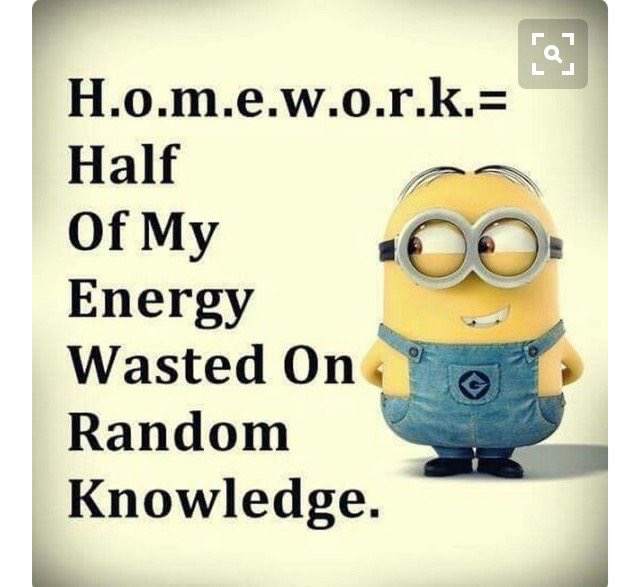 H.o.m.e.w.o.r.k.=
Half
Of My
Energy
Wasted On
Random
Knowledge.